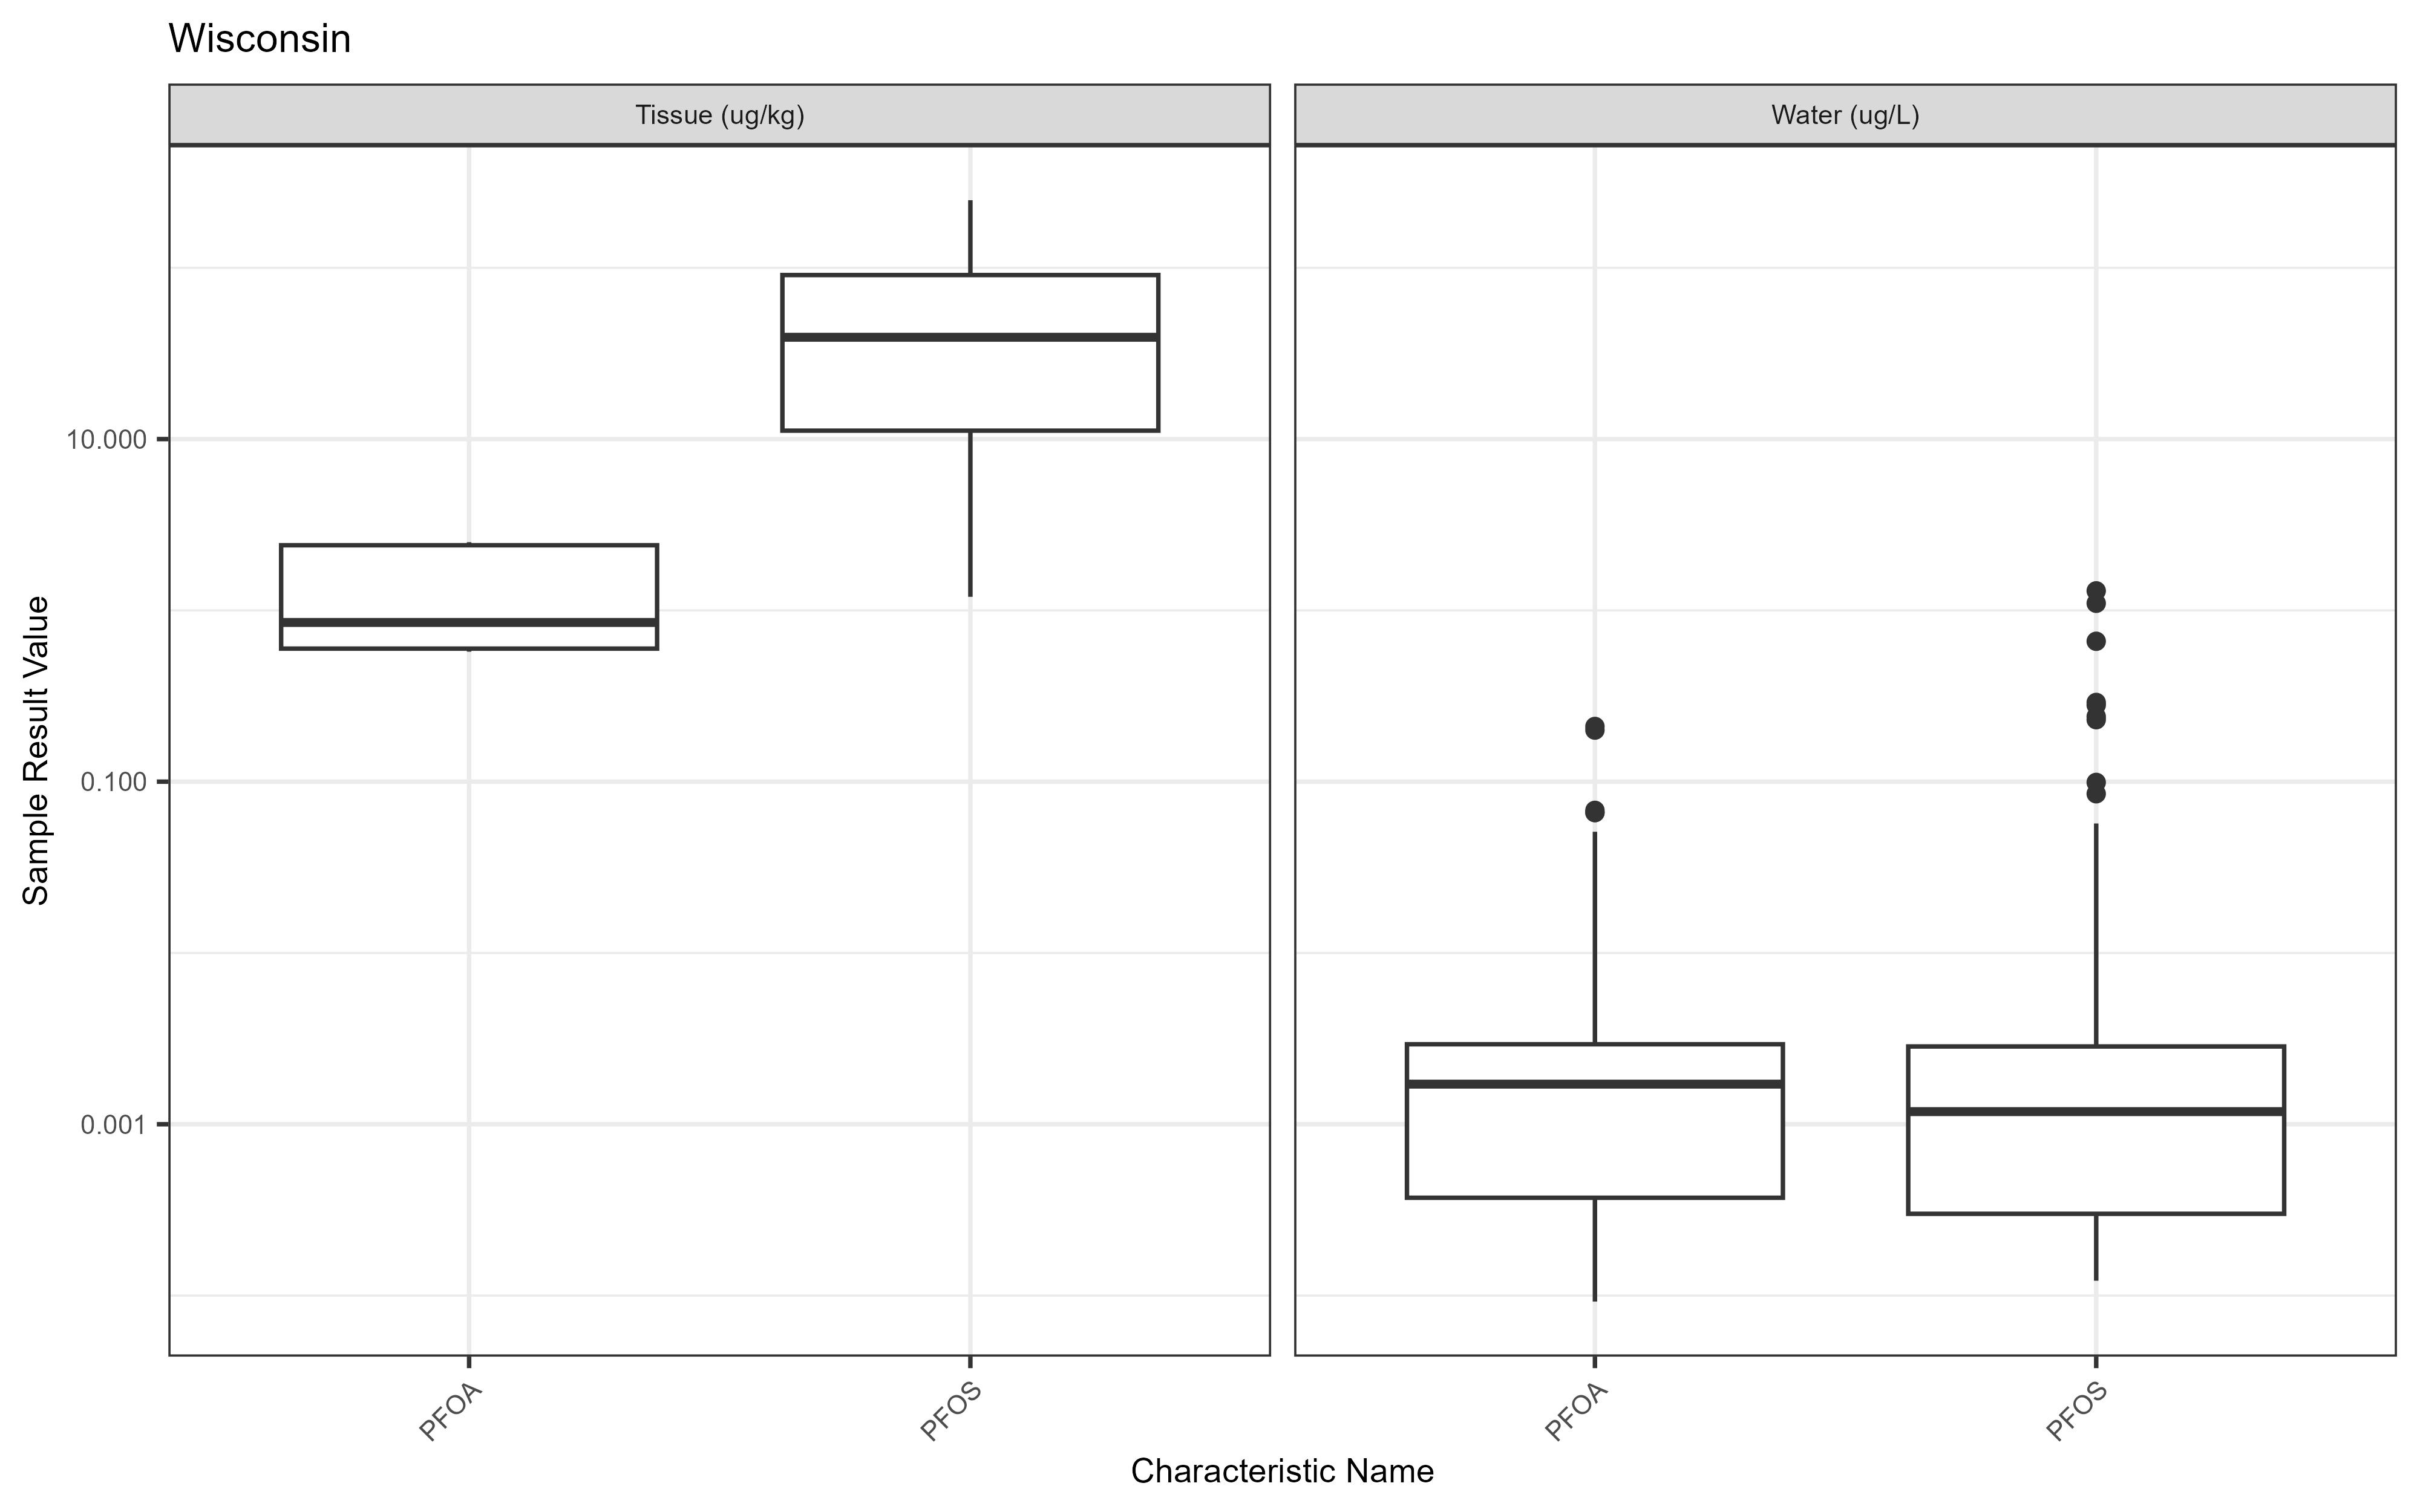 Wisconsin
Tissue (ug/kg)
Water (ug/L)
10.000
0.100
0.001
Sample Result Value
PFOA
PFOS
PFOA
PFOS
Characteristic Name